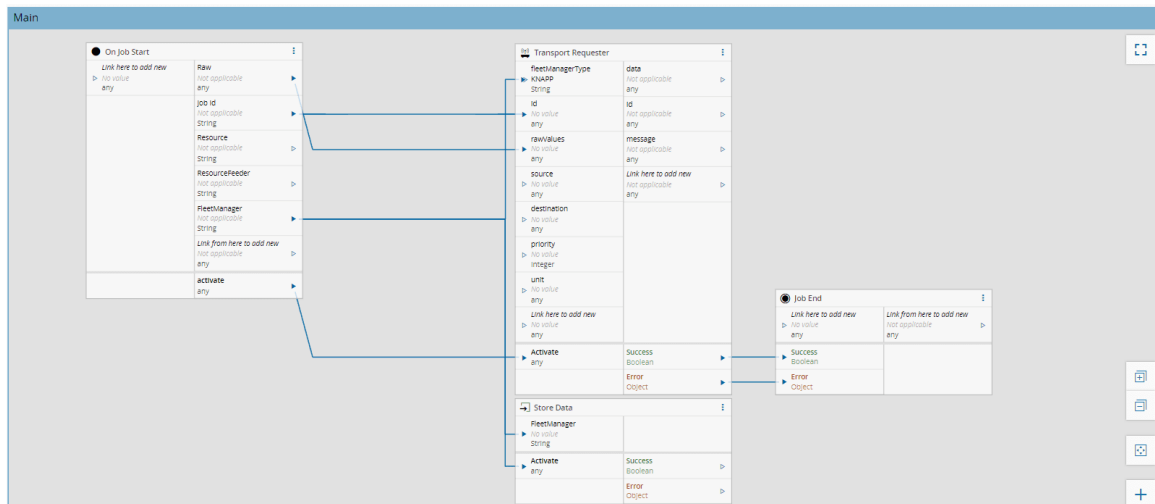 Main
On Job Start
Link here to add new
No value
any
Raw
Not applicable
any
Job Id
Not applicable
String
Resource
Not applicable
String
ResourceFeeder
Not applicable
String
FleetManager
Not applicable
String
Link from here to add new
Not applicable
any
activate
any
Transport Requester
fleetManagerType
KNAPP
String
Id
No value
any
rawValues
No value
any
source
No value
any
destination
No value
any
priority
No value
Integer
unit
No value
any
Link here to add new
No value
any
data
Not applicable
any
Id
Not applicable
any
message
Not applicable
any
Link from here to add new
Not applicable
any
Activate
any
Success
Boolean
Error
Object
Store Data
FleetManager
No value
String
Activate
any
Success
Boolean
Error
Object
Job End
Link here to add new
No value
any
Link from here to add new
Not applicable
any
Success
Boolean
Error
Object